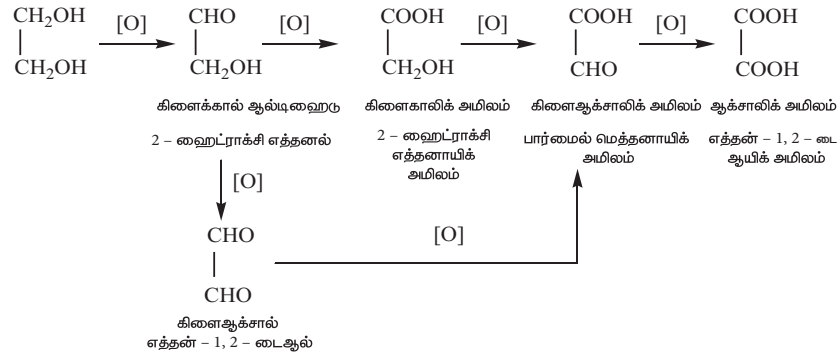 CH₂OH [O] CHO [O] COOH [O] COOH [O] COOH
CH₂OH CH₂OH CH₂OH CHO COOH
கிளைக்கால் ஆல்டிஹைடு கிளைகாலிக் அமிலம் கிளைஆக்சாலிக் அமிலம் ஆக்சாலிக் அமிலம்
2 – ஹைட்ராக்சி எத்தனல் 2 – ஹைட்ராக்சி பார்மைல் மெத்தனாயிக் எத்தன் – 1, 2 – டை
எத்தனாயிக் அமிலம் ஆயிக் அமிலம்
அமிலம்
[O]
CHO [O]
CHO
கிளைஆக்சால்
எத்தன் – 1, 2 – டைஆல்